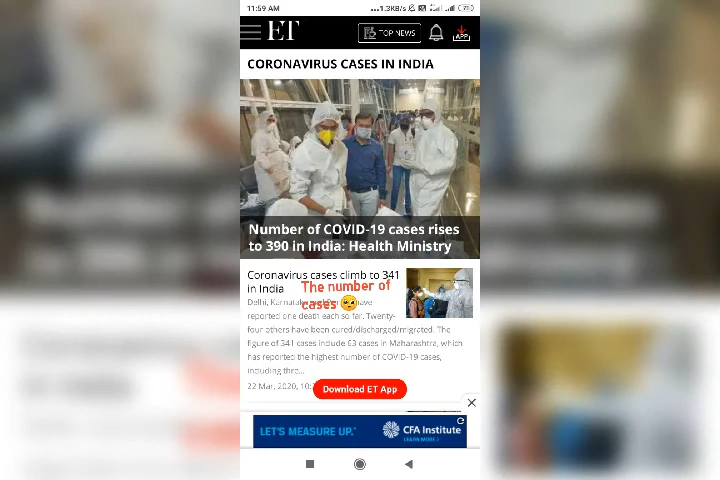 11:59 AM ...1.3KB/s
ET TOP NEWS APP
CORONAVIRUS CASES IN INDIA
Number of COVID-19 cases rises
to 390 in India: Health Ministry
Coronavirus cases climb to 341
in India
The number of
cases
Delhi, have
reported one death each so far. Twenty-
four others have been cured/discharged/migrated. The
figure of 341 cases include 63 cases in Maharashtra, which
has reported the highest number of COVID-19 cases,
including thre...
22 Mar, 2020, 10:
Download ET App
LET'S MEASURE UP. CFA Institute
LEARN MORE >